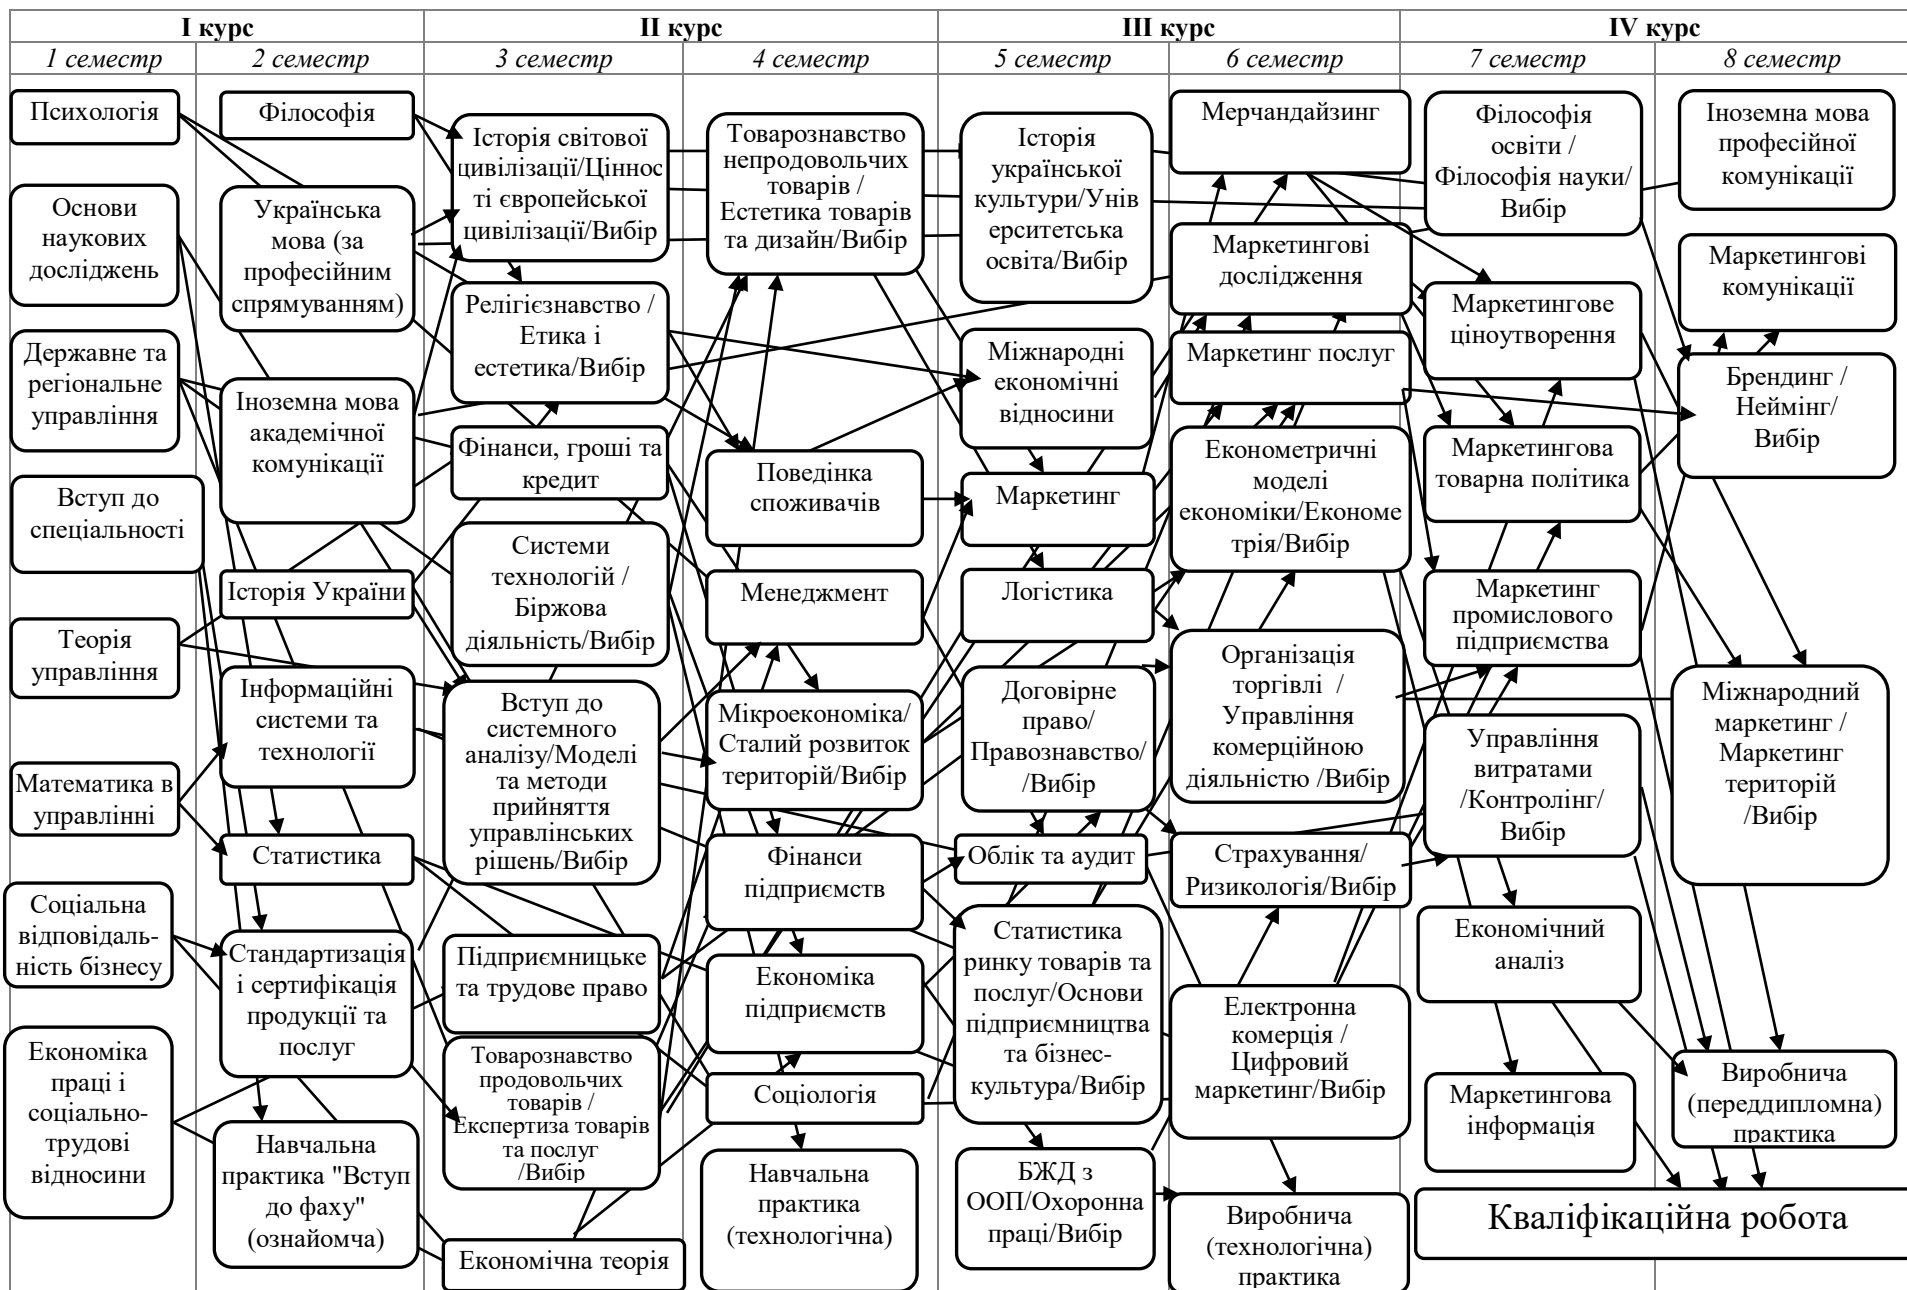 I курс
II курс
III курс
IV курс
1 семестр
2 семестр
3 семестр
4 семестр
5 семестр
6 семестр
7 семестр
8 семестр
Психологія
Основи
наукових
досліджень
Державне та
регіональне
управління
Вступ до
спеціальності
Теорія
управління
Математика в
управлінні
Соціальна
відповідаль-
ність бізнесу
Економіка
праці і
соціально-
трудові
відносини
Філософія
Українська
мова (за
професійним
спрямуванням)
Іноземна мова
академічної
комунікації
Історія України
Інформаційні
системи та
технології
Статистика
Стандартизація
і сертифікація
продукції та
послуг
Навчальна
практика "Вступ
до фаху"
(ознайомча)
Історія світової
цивілізації/Ціннос
ті європейської
цивілізації/Вибір
Релігієзнавство /
Етика і
естетика/Вибір
Фінанси, гроші та
кредит
Системи
технологій /
Біржова
діяльність/Вибір
Вступ до
системного
аналізу/Моделі
та методи
прийняття
управлінських
рішень/Вибір
Підприємницьке
та трудове право
Товарознавство
продовольчих
товарів /
Експертиза товарів
та послуг
/Вибір
Економічна теорія
Товарознавство
непродовольчих
товарів /
Естетика товарів
та дизайн/Вибір
Поведінка
споживачів
Менеджмент
Мікроекономіка/
Сталий розвиток
територій/Вибір
Фінанси
підприємств
Економіка
підприємств
Соціологія
Навчальна
практика
(технологічна)
Історія
української
культури/Унів
ерситетська
освіта/Вибір
Міжнародні
економічні
відносини
Маркетинг
Логістика
Договірне
право/
Правознавство/
/Вибір
Облік та аудит
Статистика
ринку товарів та
послуг/Основи
підприємництва
та бізнес-
культура/Вибір
БЖД з
ООП/Охоронна
праці/Вибір
Мерчандайзинг
Маркетингові
дослідження
Маркетинг послуг
Економетричні
моделі
економіки/Економе
трія/Вибір
Організація
торгівлі /
Управління
комерційною
діяльністю /Вибір
Страхування/
Ризикологія/Вибір
Електронна
комерція /
Цифровий
маркетинг/Вибір
Виробнича
(технологічна)
практика
Філософія
освіти /
Філософія науки/
Вибір
Маркетингове
ціноутворення
Маркетингова
товарна політика
Маркетинг
промислового
підприємства
Управління
витратами
/Контролінг/
Вибір
Економічний
аналіз
Маркетингова
інформація
Іноземна мова
професійної
комунікації
Маркетингові
комунікації
Брендинг /
Неймінг/
Вибір
Міжнародний
маркетинг /
Маркетинг
територій
/Вибір
Виробнича
(переддипломна)
практика
Кваліфікаційна робота